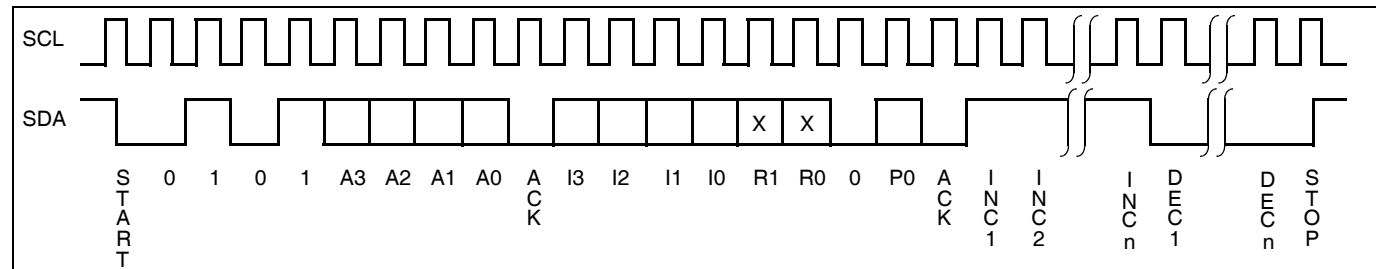 SCL
SDA
X X
START 0 1 0 1 A3 A2 A1 A0 ACK I3 I2 I1 I0 R1 R0 0 P0 ACK INC1 INC2 INCn DEC1 DECn STOP